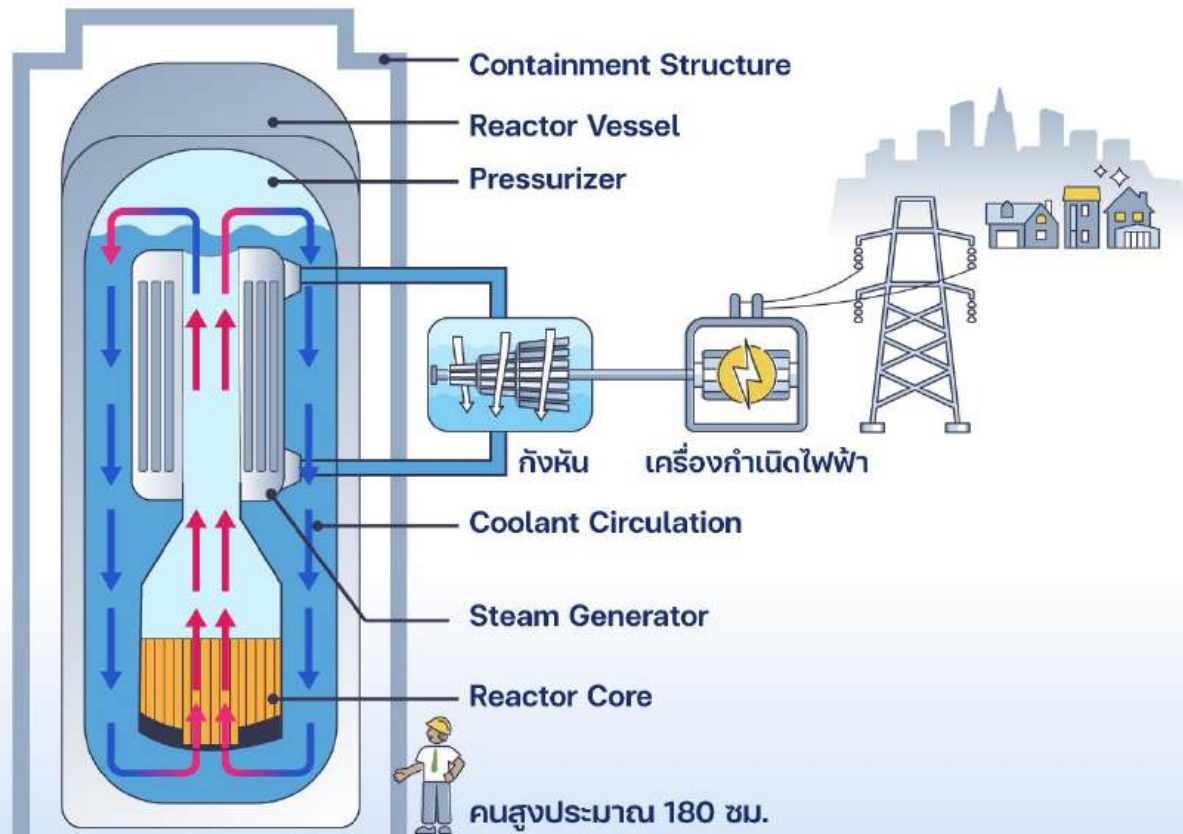 Containment Structure
Reactor Vessel
Pressurizer
กังหัน
เครื่องกำเนิดไฟฟ้า
Coolant Circulation
Steam Generator
Reactor Core
คนสูงประมาณ 180 ซม.